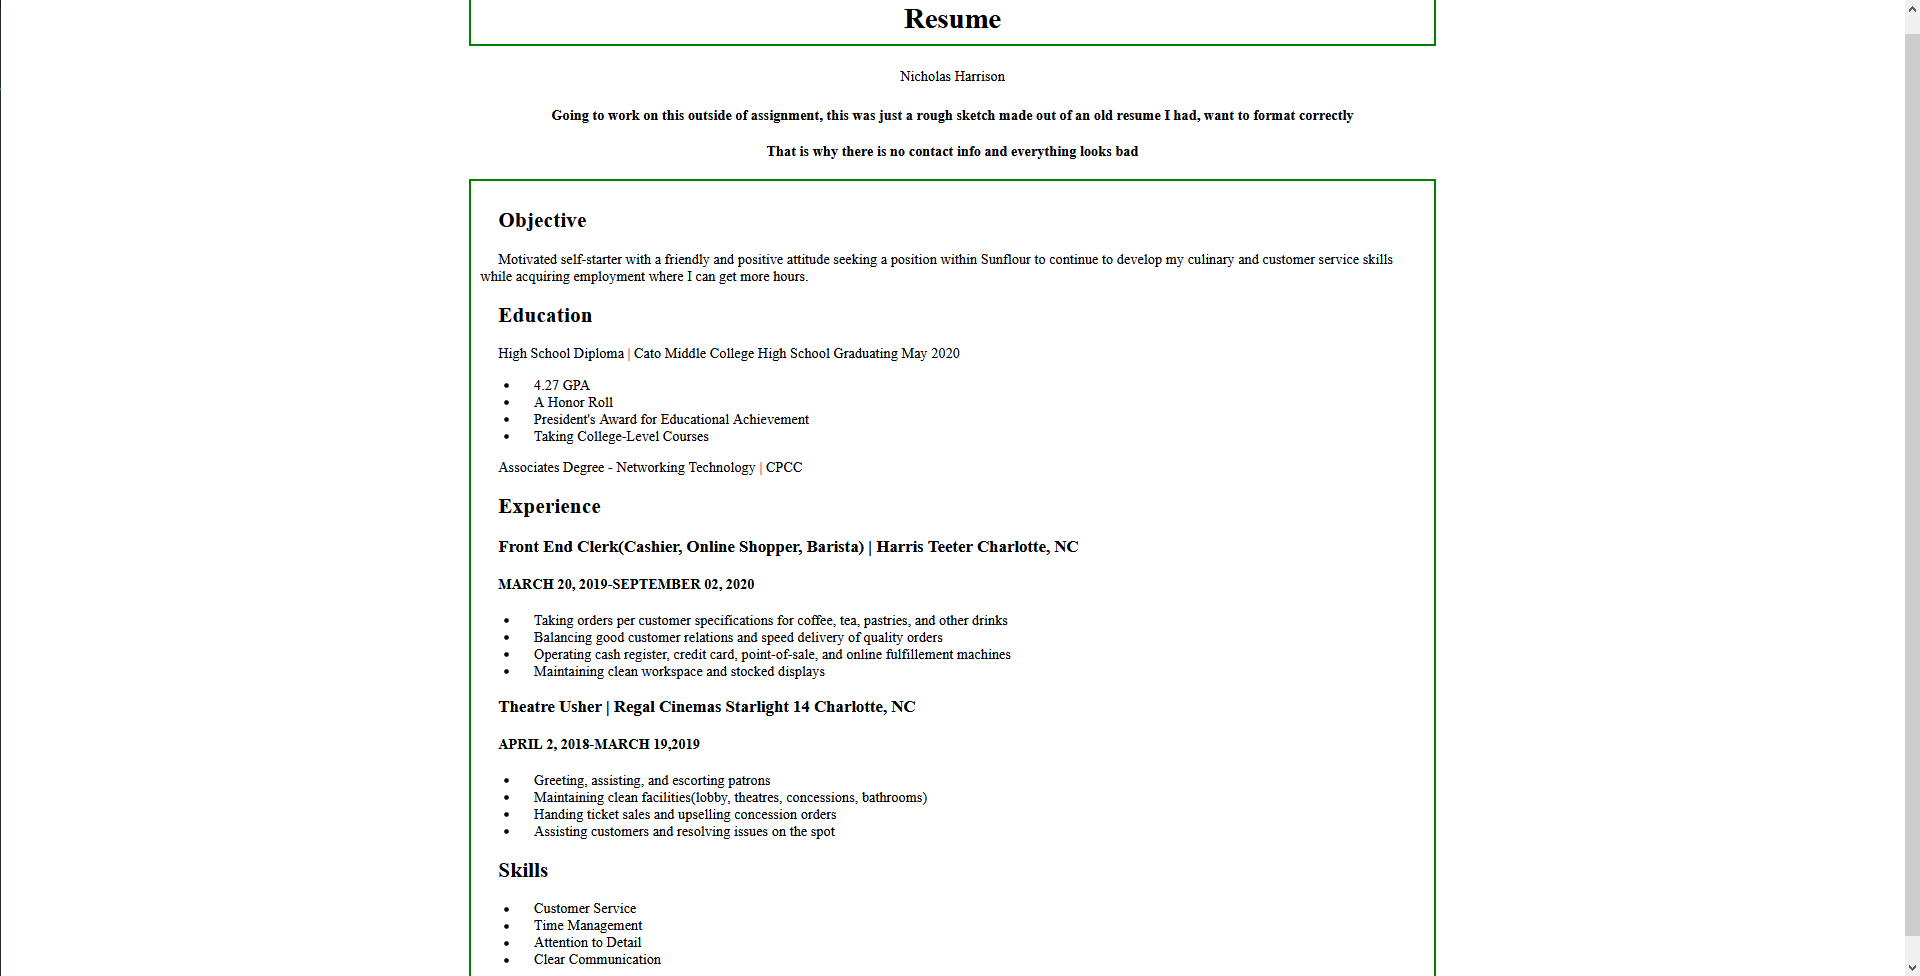 Resume
Nicholas Harrison
Going to work on this outside of assignment, this was just a rough sketch made out of an old resume I had, want to format correctly
That is why there is no contact info and everything looks bad
Objective
Motivated self-starter with a friendly and positive attitude seeking a position within Sunflour to continue to develop my culinary and customer service skills
while acquiring employment where I can get more hours.
Education
High School Diploma | Cato Middle College High School Graduating May 2020
• 4.27 GPA
• A Honor Roll
• President's Award for Educational Achievement
• Taking College-Level Courses
Associates Degree - Networking Technology | CPCC
Experience
Front End Clerk(Cashier, Online Shopper, Barista) | Harris Teeter Charlotte, NC
MARCH 20, 2019-SEPTEMBER 02, 2020
• Taking orders per customer specifications for coffee, tea, pastries, and other drinks
• Balancing good customer relations and speed delivery of quality orders
• Operating cash register, credit card, point-of-sale, and online fulfillement machines
• Maintaining clean workspace and stocked displays
Theatre Usher | Regal Cinemas Starlight 14 Charlotte, NC
APRIL 2, 2018-MARCH 19,2019
• Greeting, assisting, and escorting patrons
• Maintaining clean facilities(lobby, theatres, concessions, bathrooms)
• Handing ticket sales and upselling concession orders
• Assisting customers and resolving issues on the spot
Skills
• Customer Service
• Time Management
• Attention to Detail
• Clear Communication